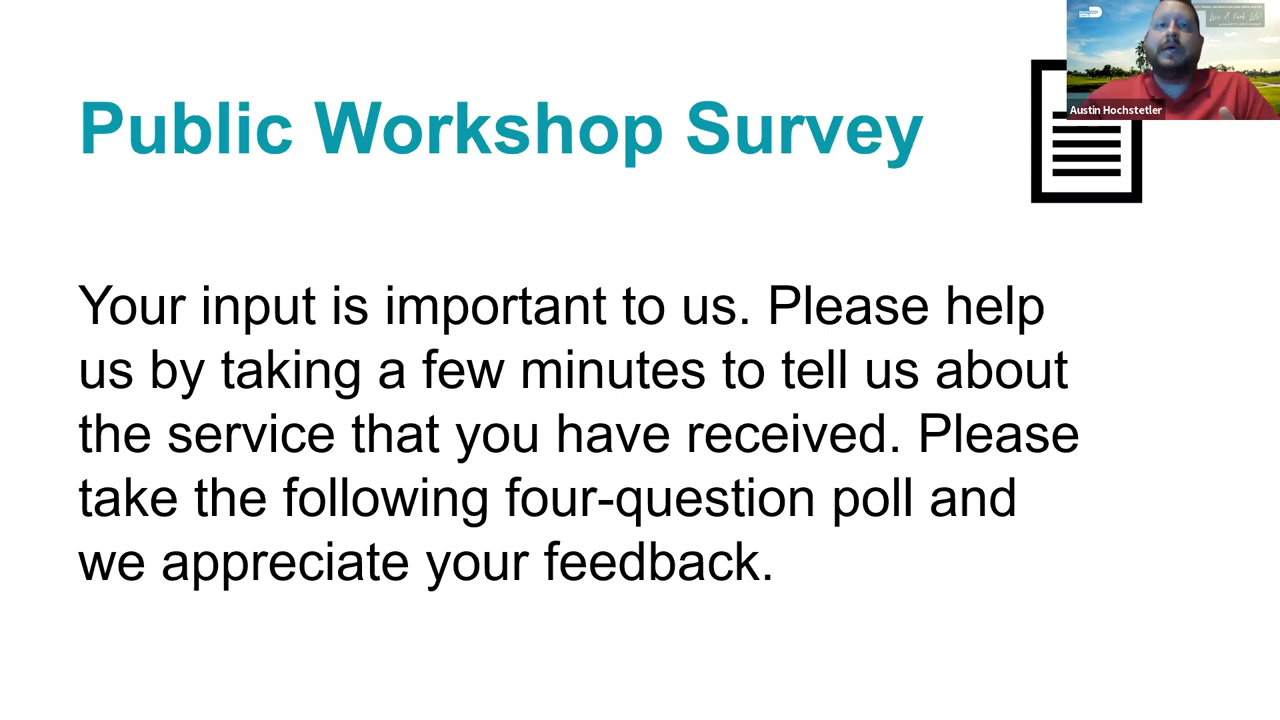 Public Workshop Survey
Austin Hochstetler
Your input is important to us. Please help
us by taking a few minutes to tell us about
the service that you have received. Please
take the following four-question poll and
we appreciate your feedback.